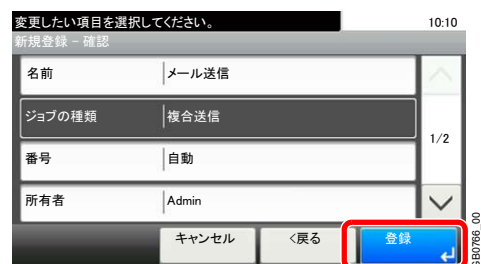 変更したい項目を選択してください。 10:10
新規登録 - 確認
名前 メール送信
ジョブの種類 複合送信
1/2
番号 自動
所有者 Admin
キャンセル <戻る 登録
GB0766_00